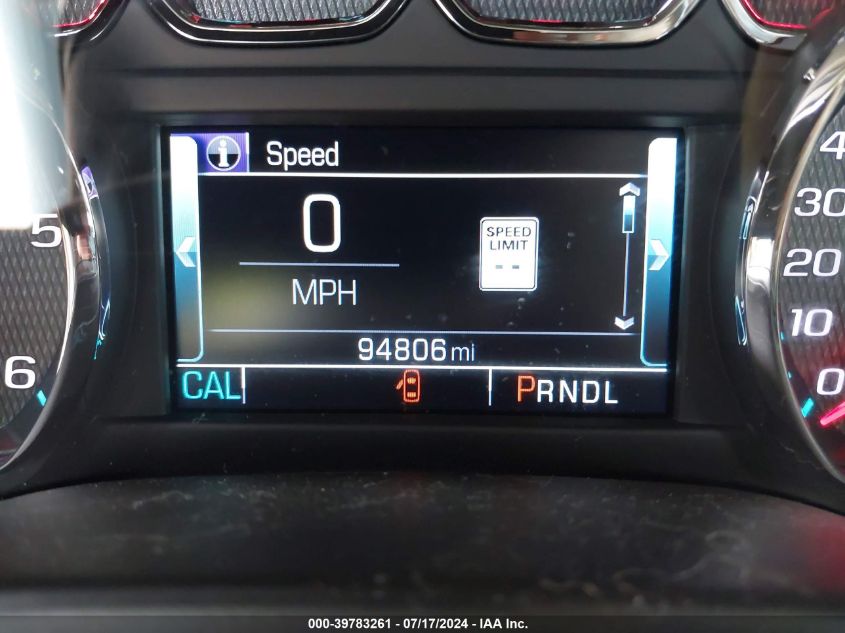 Speed
0
MPH
SPEED
LIMIT
--
94806 mi
CAL
PRNDL
5
6
4
30
20
10
0
000-39783261 - 07/17/2024 - IAA Inc.